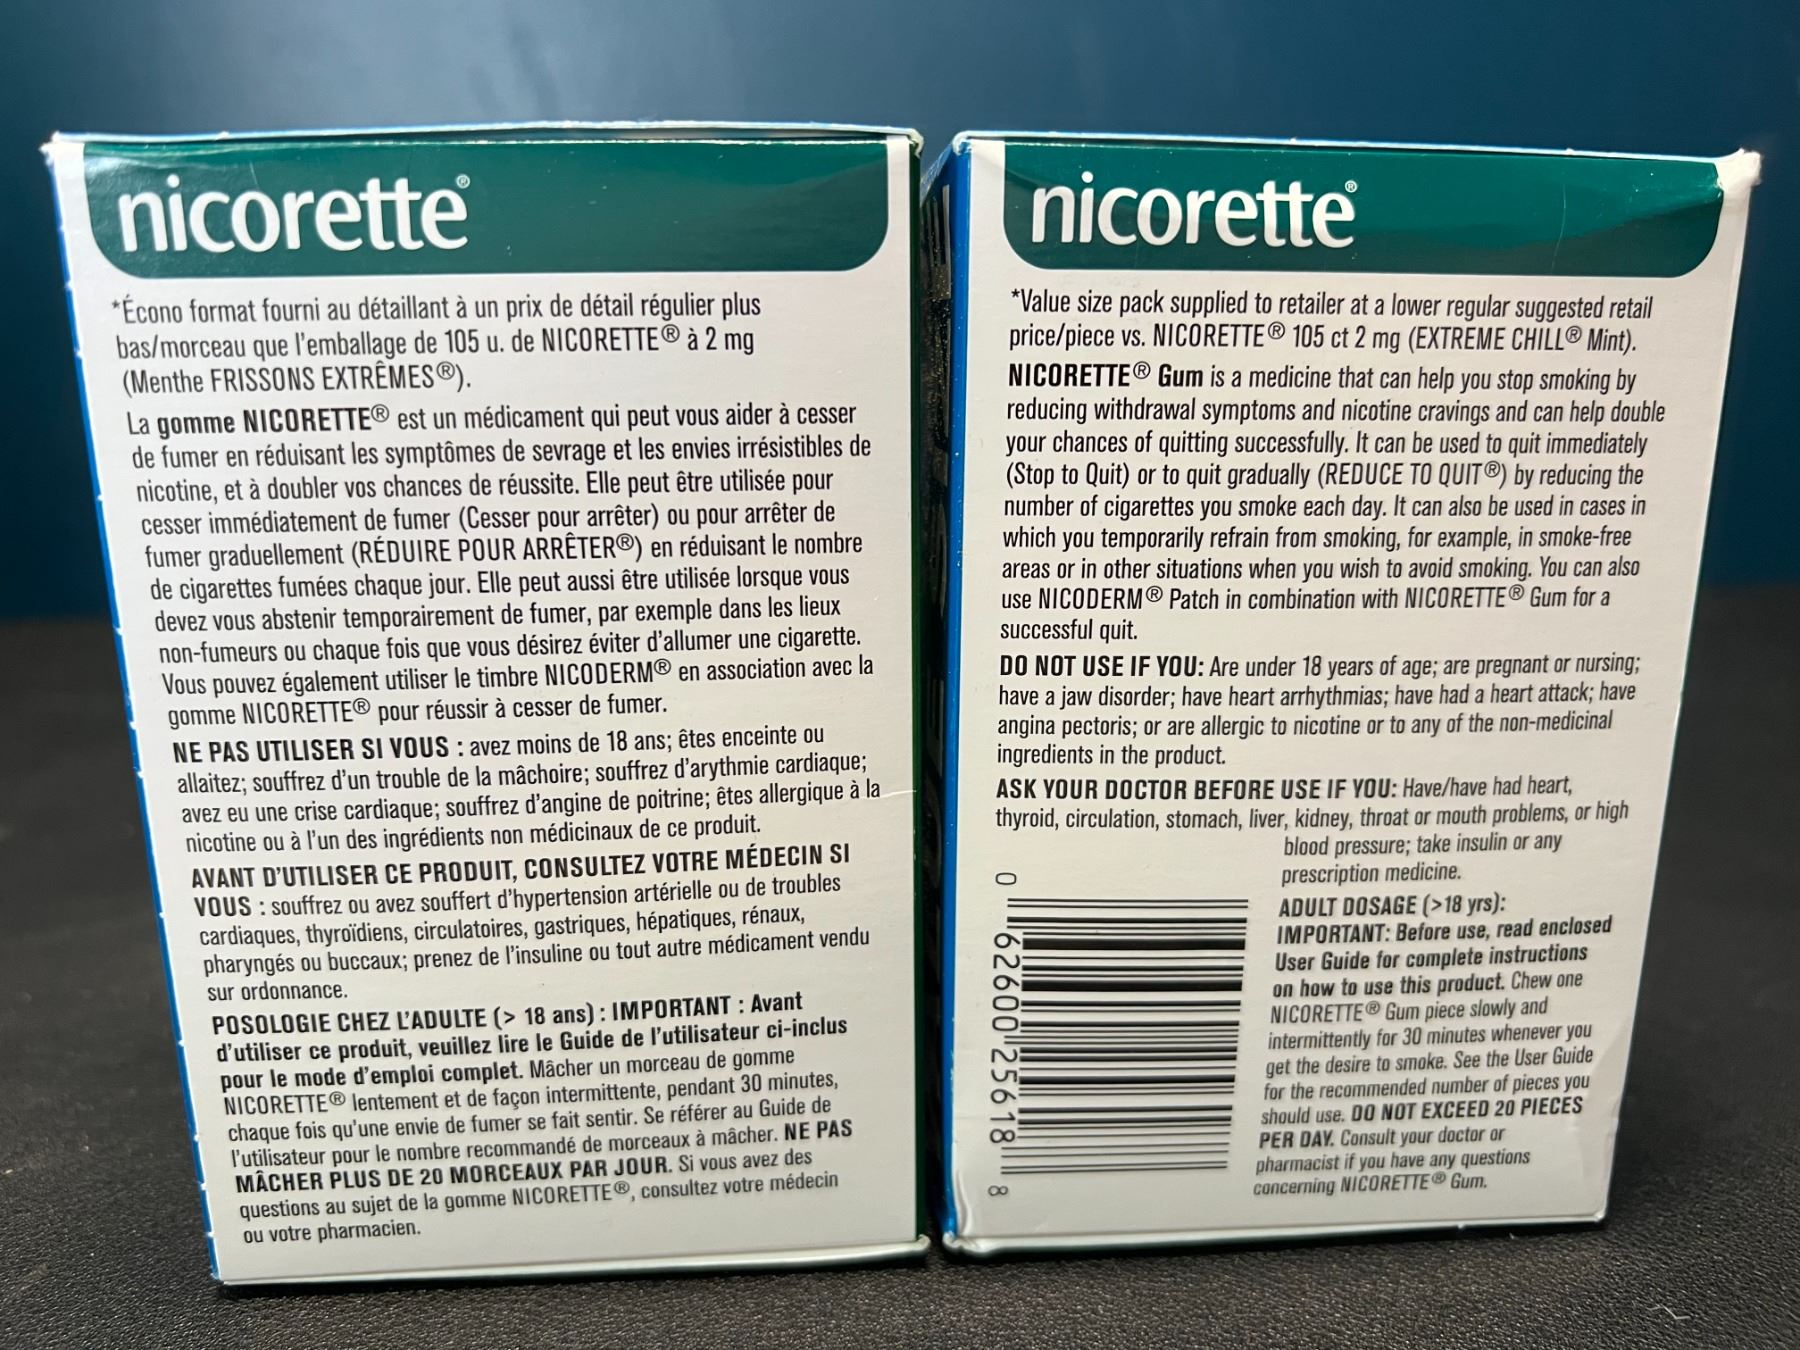 nicorette®
*Écono format fourni au détaillant à un prix de détail régulier plus
bas/morceau que l'emballage de 105 u. de NICORETTE® à 2 mg
(Menthe FRISSONS EXTRÊMES®).
La gomme NICORETTE® est un médicament qui peut vous aider à cesser
de fumer en réduisant les symptômes de sevrage et les envies irrésistibles de
nicotine, et à doubler vos chances de réussite. Elle peut être utilisée pour
cesser immédiatement de fumer (Cesser pour arrêter) ou pour arrêter de
fumer graduellement (RÉDUIRE POUR ARRÊTER®) en réduisant le nombre
de cigarettes fumées chaque jour. Elle peut aussi être utilisée lorsque vous
devez vous abstenir temporairement de fumer, par exemple dans les lieux
non-fumeurs ou chaque fois que vous désirez éviter d'allumer une cigarette.
Vous pouvez également utiliser le timbre NICODERM® en association avec la
gomme NICORETTE® pour réussir à cesser de fumer.
NE PAS UTILISER SI VOUS : avez moins de 18 ans; êtes enceinte ou
allaitez; souffrez d'un trouble de la mâchoire; souffrez d'arythmie cardiaque;
avez eu une crise cardiaque; souffrez d'angine de poitrine; êtes allergique à la
nicotine ou à l'un des ingrédients non médicinaux de ce produit.
AVANT D'UTILISER CE PRODUIT, CONSULTEZ VOTRE MÉDECIN SI
VOUS : souffrez ou avez souffert d'hypertension artérielle ou de troubles
cardiaques, thyroïdiens, circulatoires, gastriques, hépatiques, rénaux,
pharyngés ou buccaux; prenez de l'insuline ou tout autre médicament vendu
sur ordonnance.
POSOLOGIE CHEZ L'ADULTE (> 18 ans) : IMPORTANT : Avant
d'utiliser ce produit, veuillez lire le Guide de l'utilisateur ci-inclus
pour le mode d'emploi complet. Mâcher un morceau de gomme
NICORETTE® lentement et de façon intermittente, pendant 30 minutes,
chaque fois qu'une envie de fumer se fait sentir. Se référer au Guide de
l'utilisateur pour le nombre recommandé de morceaux à mâcher. NE PAS
MÂCHER PLUS DE 20 MORCEAUX PAR JOUR. Si vous avez des
questions au sujet de la gomme NICORETTE®, consultez votre médecin
ou votre pharmacien.
nicorette®
*Value size pack supplied to retailer at a lower regular suggested retail
price/piece vs. NICORETTE® 105 ct 2 mg (EXTREME CHILL® Mint).
NICORETTE® Gum is a medicine that can help you stop smoking by
reducing withdrawal symptoms and nicotine cravings and can help double
your chances of quitting successfully. It can be used to quit immediately
(Stop to Quit) or to quit gradually (REDUCE TO QUIT®) by reducing the
number of cigarettes you smoke each day. It can also be used in cases in
which you temporarily refrain from smoking, for example, in smoke-free
areas or in other situations when you wish to avoid smoking. You can also
use NICODERM® Patch in combination with NICORETTE® Gum for a
successful quit.
DO NOT USE IF YOU: Are under 18 years of age; are pregnant or nursing;
have a jaw disorder; have heart arrhythmias; have had a heart attack; have
angina pectoris; or are allergic to nicotine or to any of the non-medicinal
ingredients in the product.
ASK YOUR DOCTOR BEFORE USE IF YOU: Have/have had heart,
thyroid, circulation, stomach, liver, kidney, throat or mouth problems, or high
blood pressure; take insulin or any
prescription medicine.
ADULT DOSAGE (>18 yrs):
IMPORTANT: Before use, read enclosed
User Guide for complete instructions
on how to use this product. Chew one
NICORETTE® Gum piece slowly and
intermittently for 30 minutes whenever you
get the desire to smoke. See the User Guide
for the recommended number of pieces you
should use. DO NOT EXCEED 20 PIECES
PER DAY. Consult your doctor or
pharmacist if you have any questions
concerning NICORETTE® Gum.
0 62600 25618 8